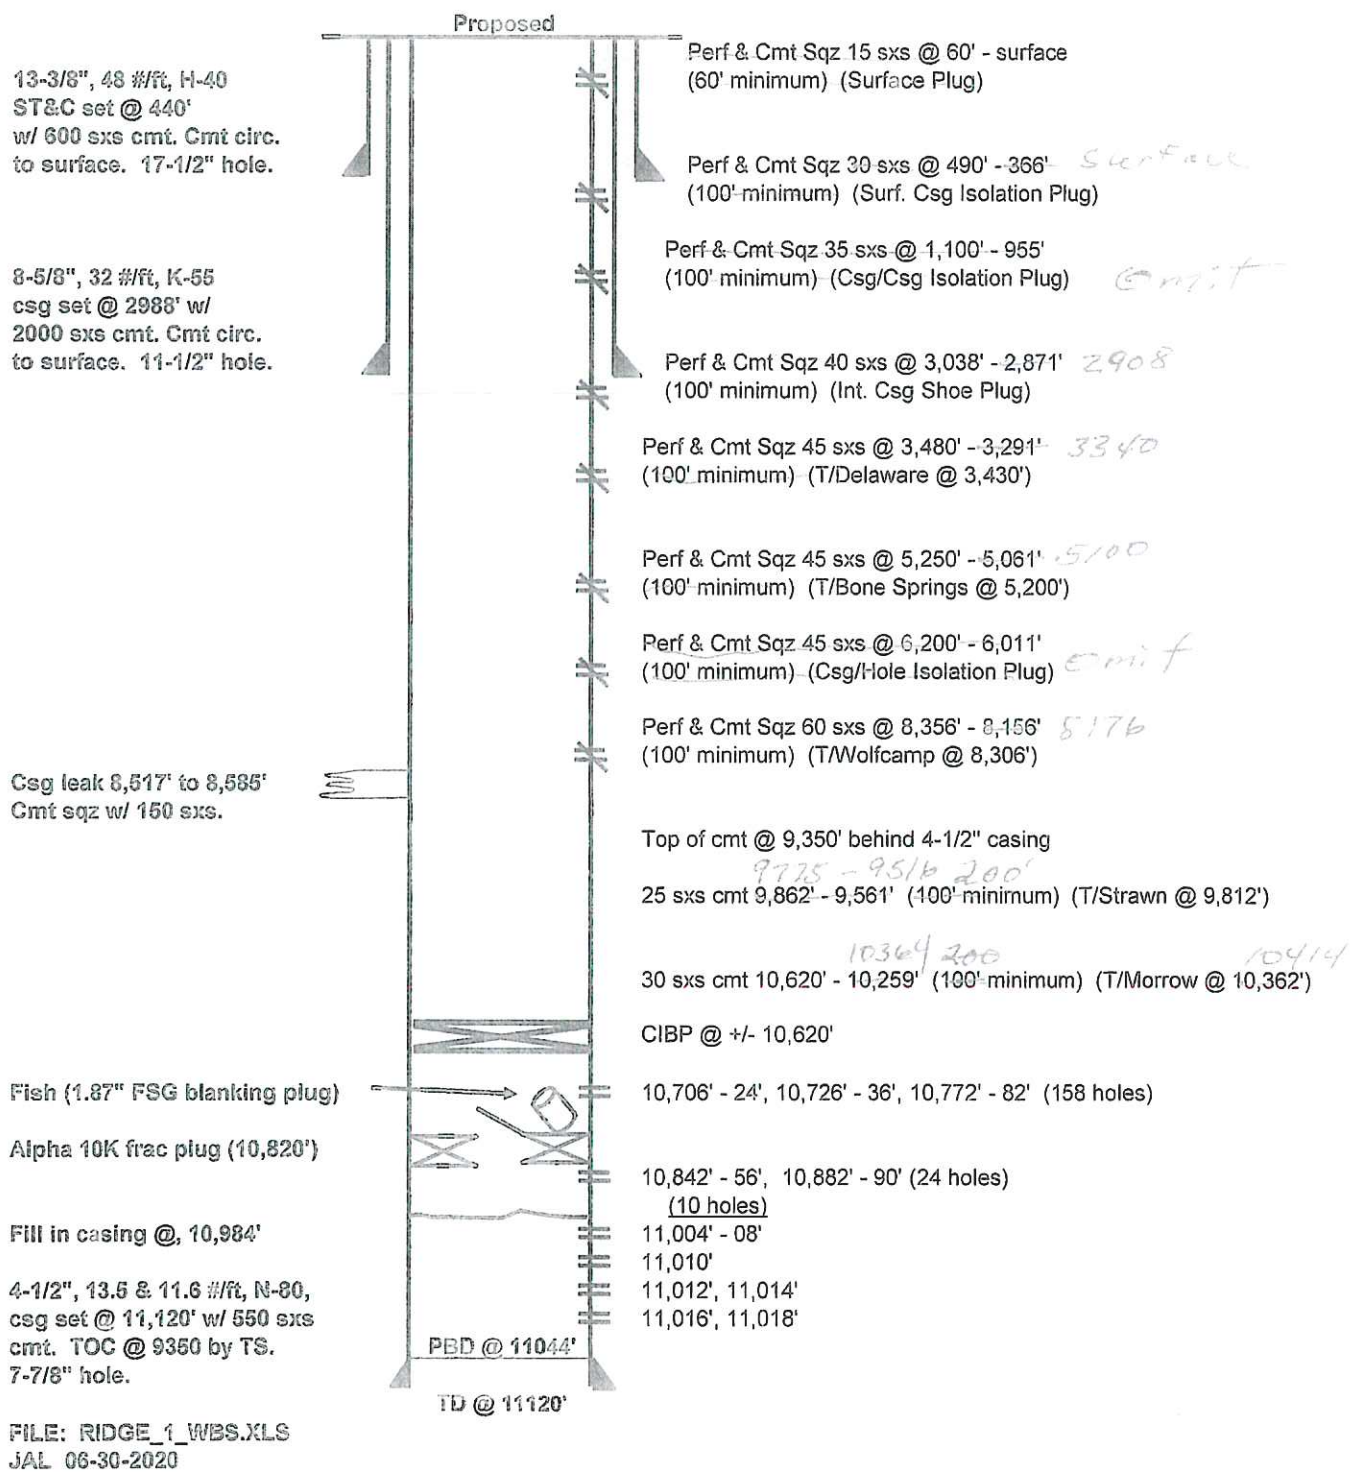 Proposed
13-3/8", 48 #/ft, H-40
ST&C set @ 440'
w/ 600 sxs cmt. Cmt circ.
to surface. 17-1/2" hole.
8-5/8", 32 #/ft, K-55
csg set @ 2988' w/
2000 sxs cmt. Cmt circ.
to surface. 11-1/2" hole.
Csg leak 8,517' to 8,585'
Cmt sqz w/ 150 sxs.
Fish (1.87" FSG blanking plug)
Alpha 10K frac plug (10,820')
Fill in casing @, 10,984'
4-1/2", 13.5 & 11.6 #/ft, N-80,
csg set @ 11,120' w/ 550 sxs
cmt. TOC @ 9350 by TS.
7-7/8" hole.
FILE: RIDGE_1_WBS.XLS
JAL 06-30-2020
PBD @ 11044'
TD @ 11120'
Perf & Cmt Sqz 15 sxs @ 60' - surface
(60' minimum) (Surface Plug)
Perf & Cmt Sqz 30 sxs @ 490' - 366' Surface
(100' minimum) (Surf. Csg Isolation Plug)
Perf & Cmt Sqz 35 sxs @ 1,100' - 955'
(100' minimum) (Csg/Csg Isolation Plug) omit
Perf & Cmt Sqz 40 sxs @ 3,038' - 2,871' 2908
(100' minimum) (Int. Csg Shoe Plug)
Perf & Cmt Sqz 45 sxs @ 3,480' - 3,291' 3340
(100' minimum) (T/Delaware @ 3,430')
Perf & Cmt Sqz 45 sxs @ 5,250' - 5,061' 5100
(100' minimum) (T/Bone Springs @ 5,200')
Perf & Cmt Sqz 45 sxs @ 6,200' - 6,011'
(100' minimum) (Csg/Hole Isolation Plug) omit
Perf & Cmt Sqz 60 sxs @ 8,356' - 8,156' 8176
(100' minimum) (T/Wolfcamp @ 8,306')
Top of cmt @ 9,350' behind 4-1/2" casing
9775 - 9516 200'
25 sxs cmt 9,862' - 9,561' (100' minimum) (T/Strawn @ 9,812')
10364 200 10414
30 sxs cmt 10,620' - 10,259' (100' minimum) (T/Morrow @ 10,362')
CIBP @ +/- 10,620'
10,706' - 24', 10,726' - 36', 10,772' - 82' (158 holes)
10,842' - 56', 10,882' - 90' (24 holes)
(10 holes)
11,004' - 08'
11,010'
11,012', 11,014'
11,016', 11,018'